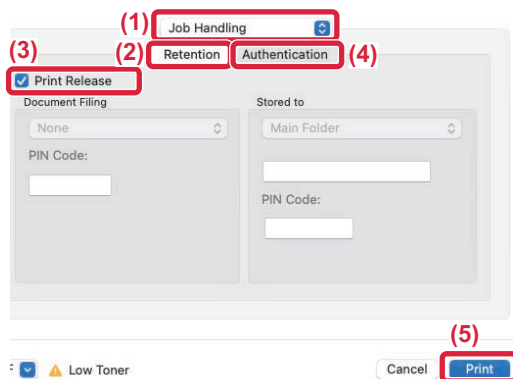 (1) Job Handling
(2) Retention Authentication (4)
(3)
Print Release
Document Filing Stored to
None Main Folder
PIN Code:
PIN Code:
(5)
Low Toner Cancel Print